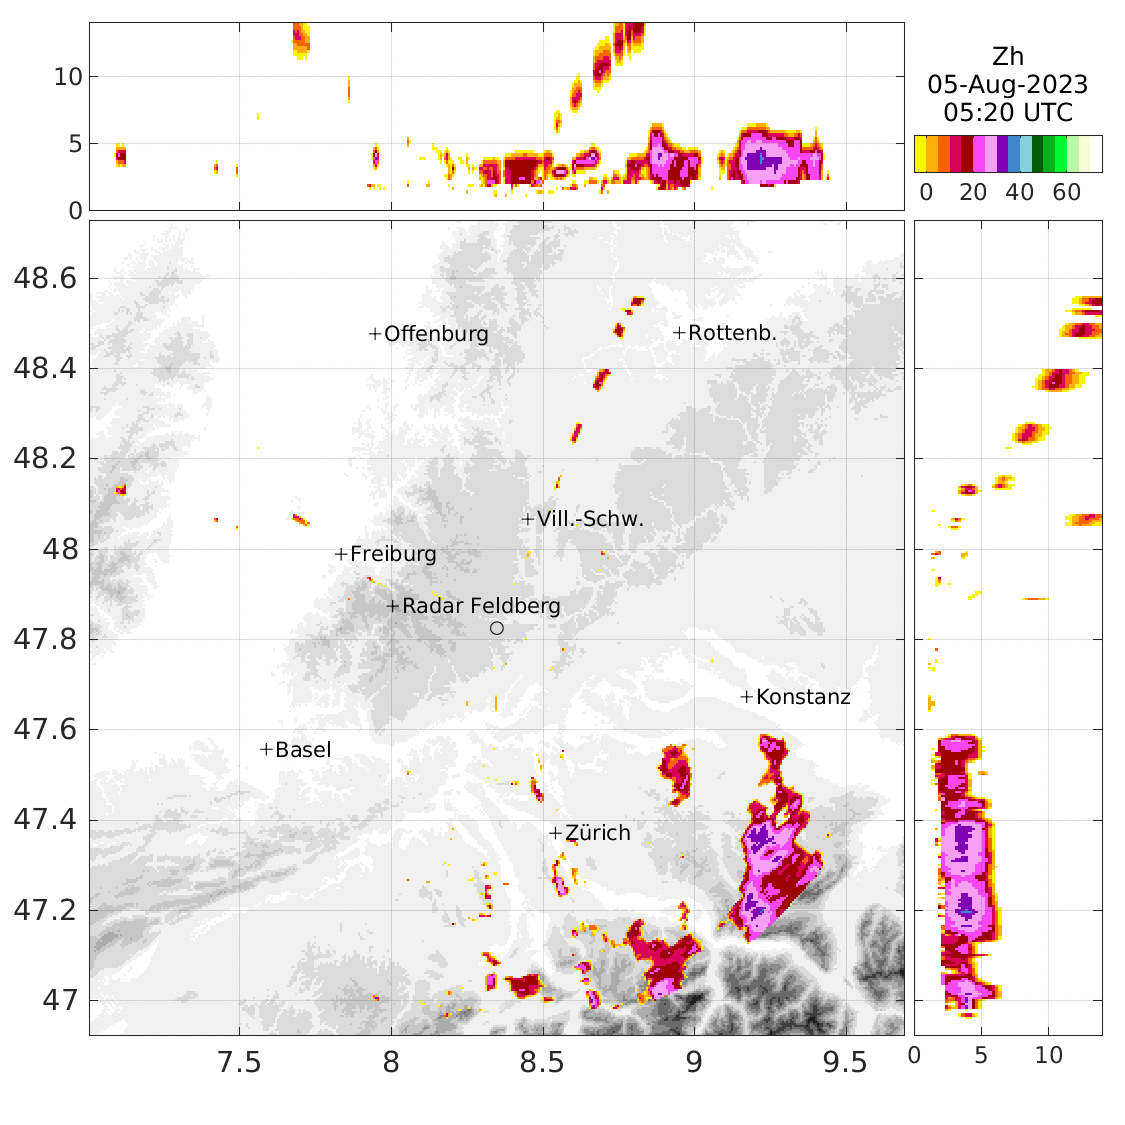 10
5
0
Zh
05-Aug-2023
05:20 UTC
0 20 40 60
48.6
48.4
48.2
48
47.8
47.6
47.4
47.2
47
+Offenburg
+Rottenb.
+Vill.-Schw.
+Freiburg
+Radar Feldberg
+Konstanz
+Basel
+Zürich
7.5 8 8.5 9 9.5
0 5 10